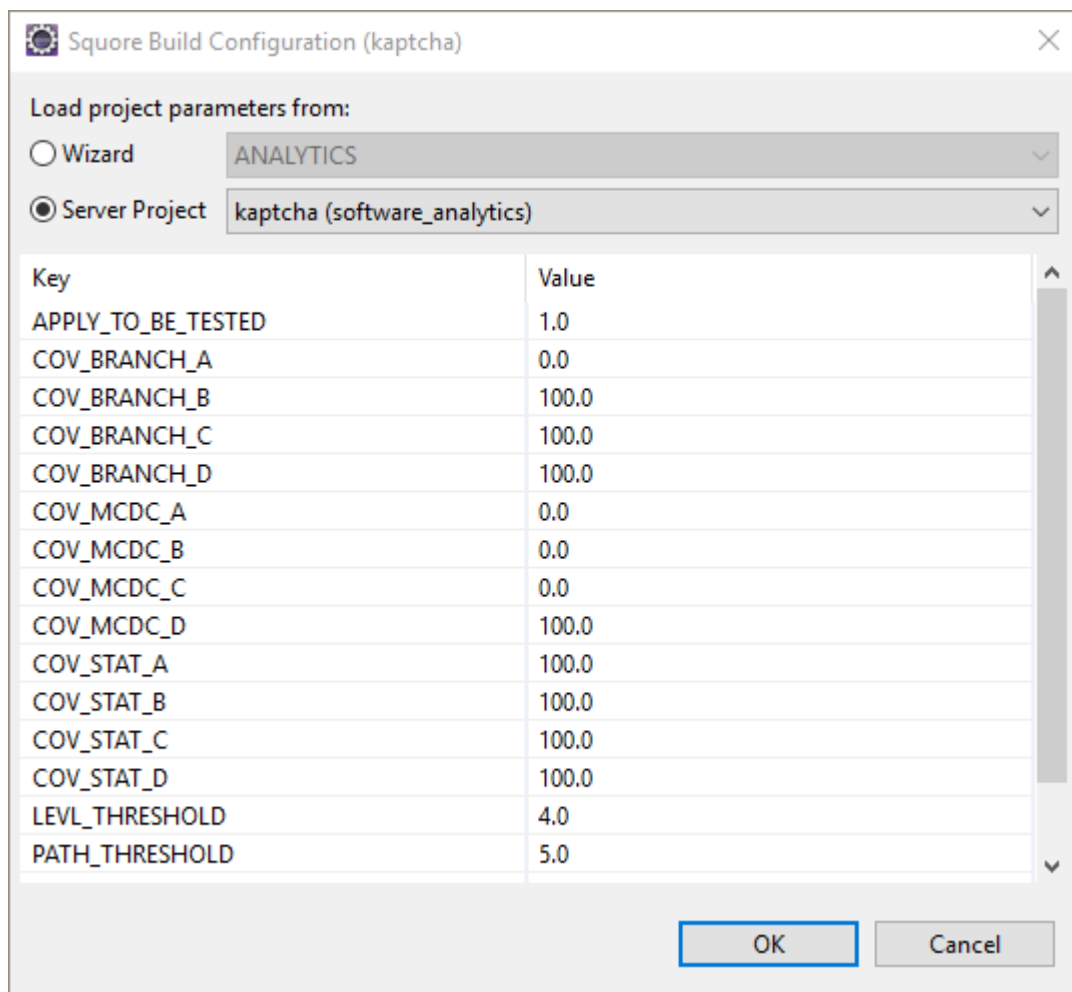 Squore Build Configuration (kaptcha)
Load project parameters from:
Wizard ANALYTICS
Server Project kaptcha (software_analytics)
Key Value
APPLY_TO_BE_TESTED 1.0
COV_BRANCH_A 0.0
COV_BRANCH_B 100.0
COV_BRANCH_C 100.0
COV_BRANCH_D 100.0
COV_MCDC_A 0.0
COV_MCDC_B 0.0
COV_MCDC_C 0.0
COV_MCDC_D 100.0
COV_STAT_A 100.0
COV_STAT_B 100.0
COV_STAT_C 100.0
COV_STAT_D 100.0
LEVL_THRESHOLD 4.0
PATH_THRESHOLD 5.0
OK Cancel